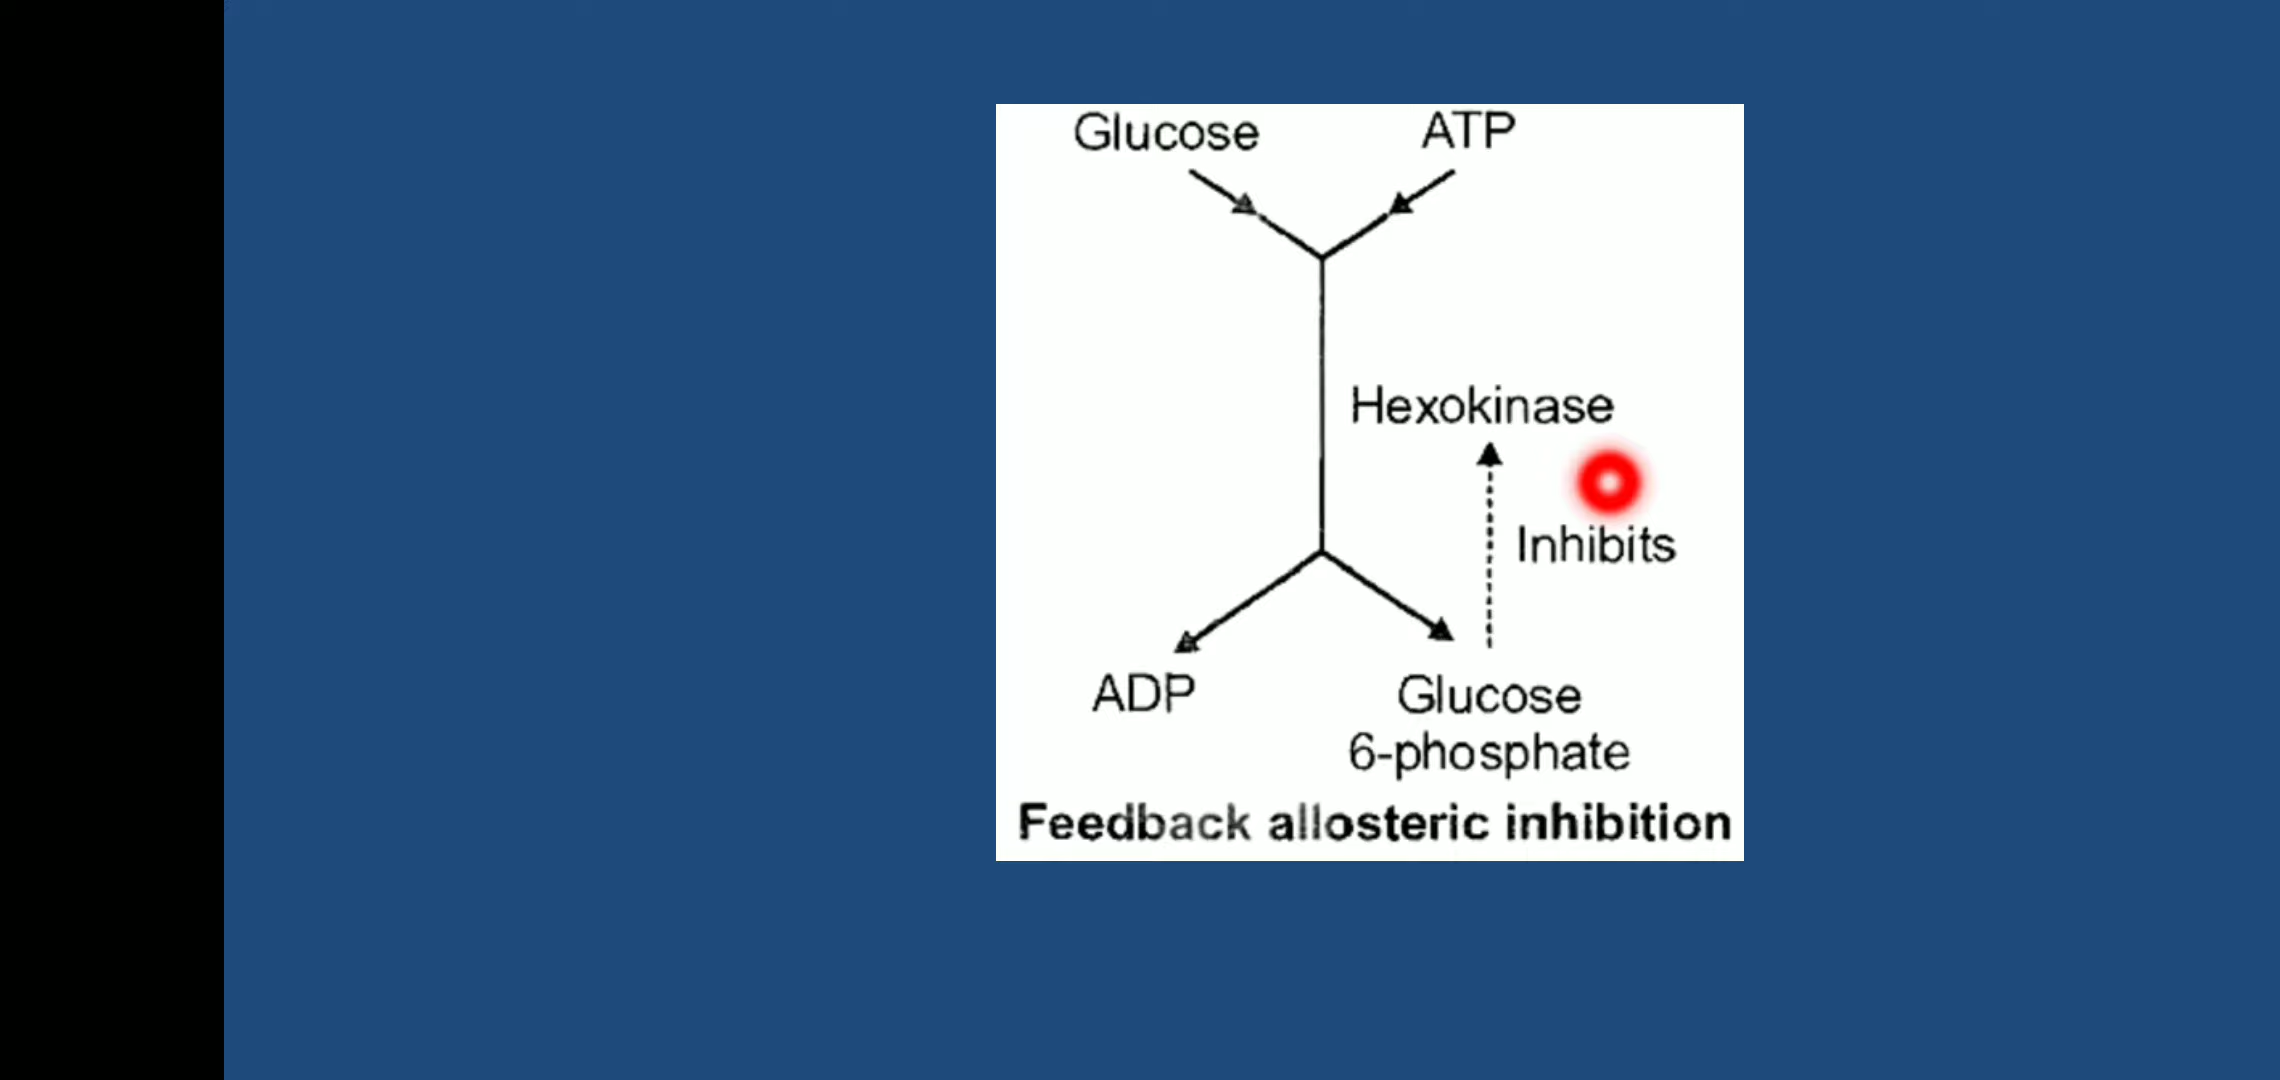 Glucose ATP
Hexokinase
Inhibits
ADP Glucose
6-phosphate
Feedback allosteric inhibition